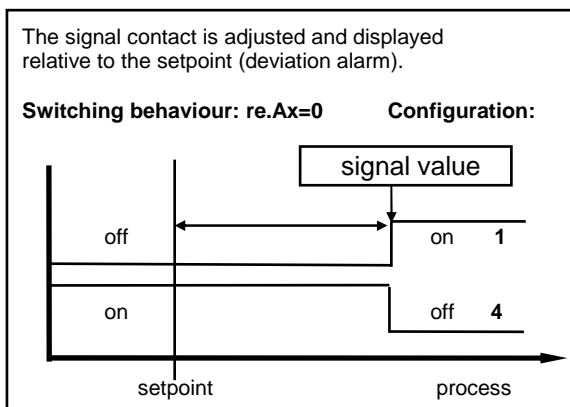 The signal contact is adjusted and displayed
relative to the setpoint (deviation alarm).
Switching behaviour: re.Ax=0 Configuration:
signal value
off on 1
on off 4
setpoint process